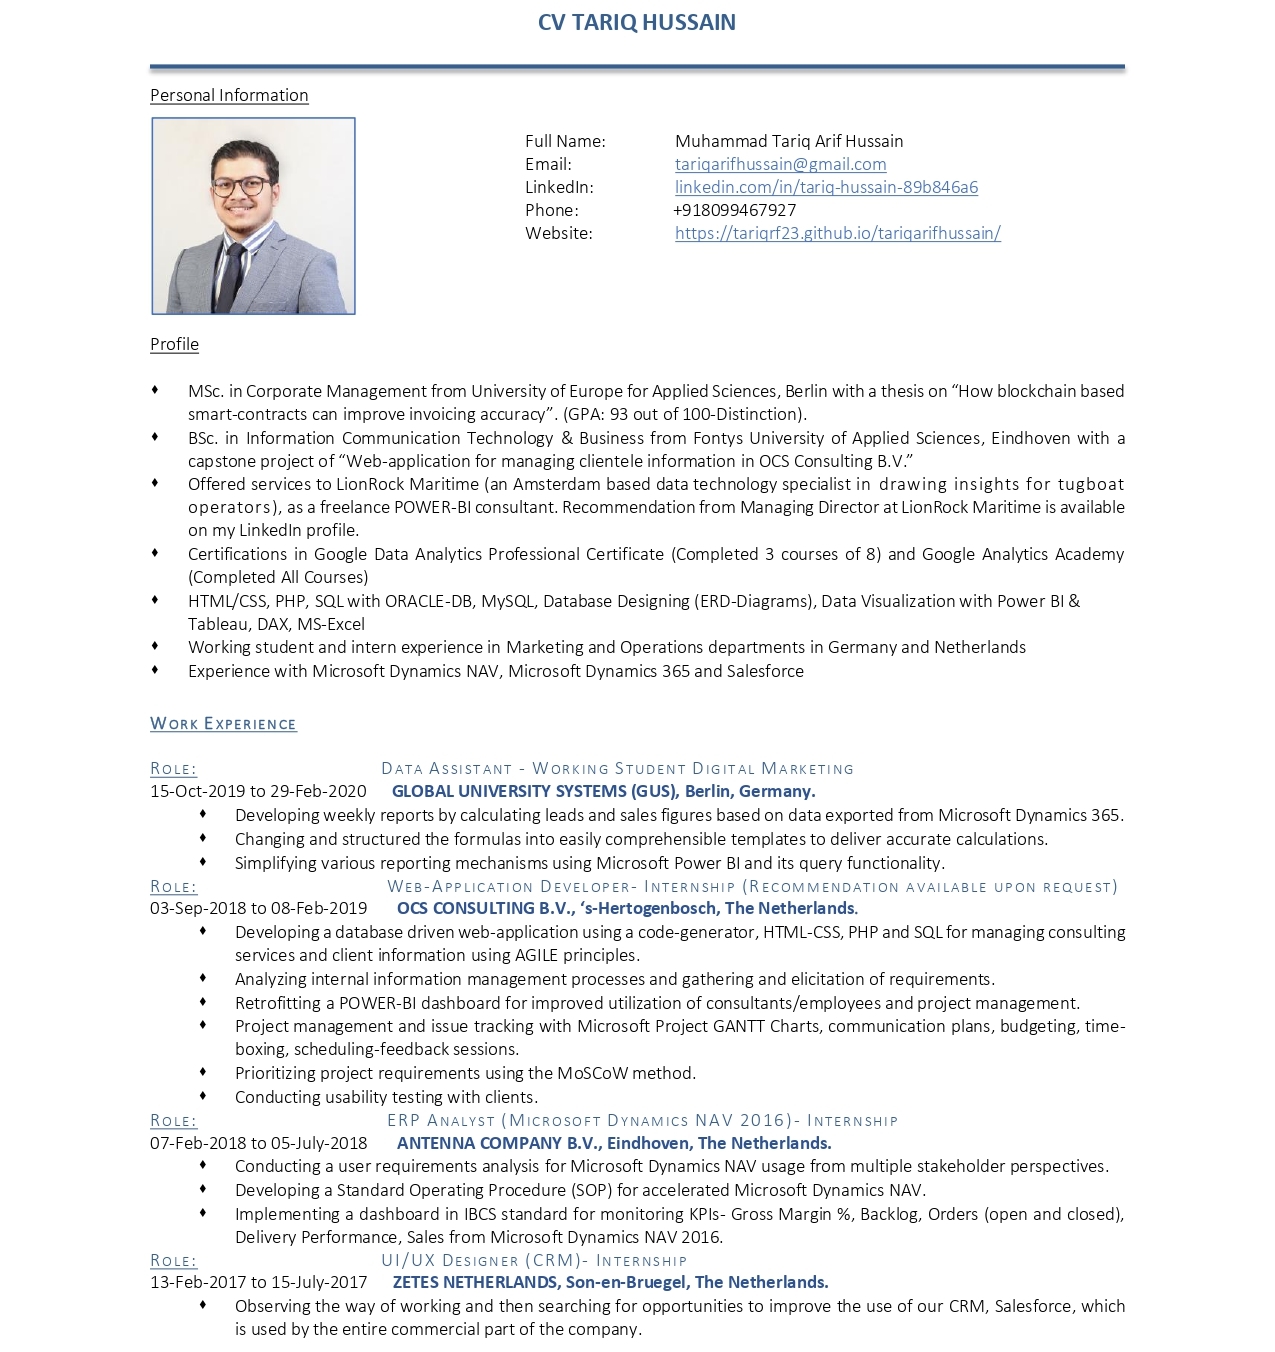 CV TARIQ HUSSAIN
Personal Information
Full Name: Muhammad Tariq Arif Hussain
Email: tariqarifhussain@gmail.com
LinkedIn: linkedin.com/in/tariq-hussain-89b846a6
Phone: +918099467927
Website: https://tariqrf23.github.io/tariqarifhussain/
Profile
♦ MSc. in Corporate Management from University of Europe for Applied Sciences, Berlin with a thesis on “How blockchain based
smart-contracts can improve invoicing accuracy”. (GPA: 93 out of 100-Distinction).
♦ BSc. in Information Communication Technology & Business from Fontys University of Applied Sciences, Eindhoven with a
capstone project of “Web-application for managing clientele information in OCS Consulting B.V.”
♦ Offered services to LionRock Maritime (an Amsterdam based data technology specialist in drawing insights for tugboat
operators), as a freelance POWER-BI consultant. Recommendation from Managing Director at LionRock Maritime is available
on my LinkedIn profile.
♦ Certifications in Google Data Analytics Professional Certificate (Completed 3 courses of 8) and Google Analytics Academy
(Completed All Courses)
♦ HTML/CSS, PHP, SQL with ORACLE-DB, MySQL, Database Designing (ERD-Diagrams), Data Visualization with Power BI &
Tableau, DAX, MS-Excel
♦ Working student and intern experience in Marketing and Operations departments in Germany and Netherlands
♦ Experience with Microsoft Dynamics NAV, Microsoft Dynamics 365 and Salesforce
Work Experience
Role: Data Assistant - Working Student Digital Marketing
15-Oct-2019 to 29-Feb-2020 GLOBAL UNIVERSITY SYSTEMS (GUS), Berlin, Germany.
♦ Developing weekly reports by calculating leads and sales figures based on data exported from Microsoft Dynamics 365.
♦ Changing and structured the formulas into easily comprehensible templates to deliver accurate calculations.
♦ Simplifying various reporting mechanisms using Microsoft Power BI and its query functionality.
Role: Web-Application Developer- Internship (Recommendation available upon request)
03-Sep-2018 to 08-Feb-2019 OCS CONSULTING B.V., ‘s-Hertogenbosch, The Netherlands.
♦ Developing a database driven web-application using a code-generator, HTML-CSS, PHP and SQL for managing consulting
services and client information using AGILE principles.
♦ Analyzing internal information management processes and gathering and elicitation of requirements.
♦ Retrofitting a POWER-BI dashboard for improved utilization of consultants/employees and project management.
♦ Project management and issue tracking with Microsoft Project GANTT Charts, communication plans, budgeting, time-
boxing, scheduling-feedback sessions.
♦ Prioritizing project requirements using the MoSCoW method.
♦ Conducting usability testing with clients.
Role: ERP Analyst (Microsoft Dynamics NAV 2016)- Internship
07-Feb-2018 to 05-July-2018 ANTENNA COMPANY B.V., Eindhoven, The Netherlands.
♦ Conducting a user requirements analysis for Microsoft Dynamics NAV usage from multiple stakeholder perspectives.
♦ Developing a Standard Operating Procedure (SOP) for accelerated Microsoft Dynamics NAV.
♦ Implementing a dashboard in IBCS standard for monitoring KPIs- Gross Margin %, Backlog, Orders (open and closed),
Delivery Performance, Sales from Microsoft Dynamics NAV 2016.
Role: UI/UX Designer (CRM)- Internship
13-Feb-2017 to 15-July-2017 ZETES NETHERLANDS, Son-en-Bruegel, The Netherlands.
♦ Observing the way of working and then searching for opportunities to improve the use of our CRM, Salesforce, which
is used by the entire commercial part of the company.